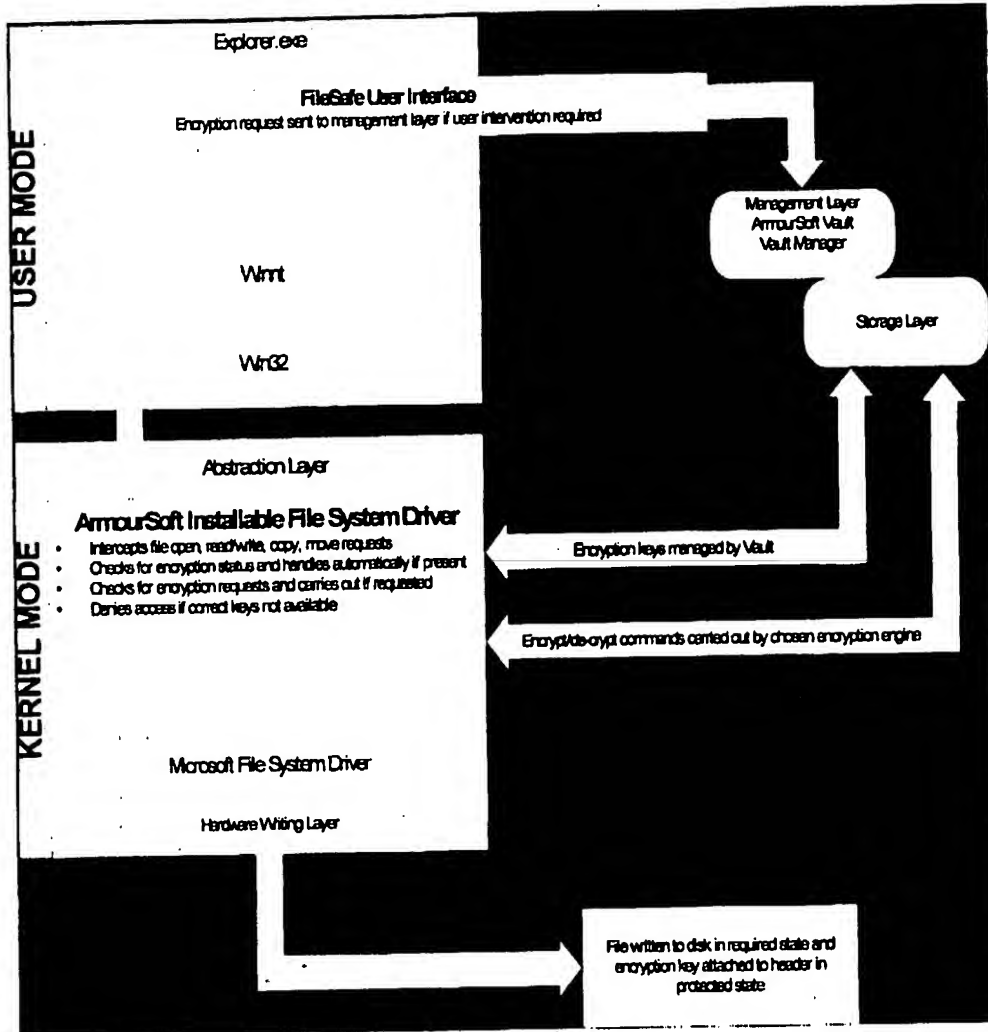 Explorer.exe
FileSafe User Interface
Encryption request sent to management layer if user intervention required
USER MODE
Management Layer
ArmourSoft Vault
Vault Manager
Winnt
Storage Layer
Win32
Abstraction Layer
ArmourSoft Installable File System Driver
• Intercepts file open, read/write, copy, move requests
• Checks for encryption status and handles automatically if present
• Checks for encryption requests and carries out if requested
• Denies access if correct keys not available
KERNEL MODE
Encryption keys managed by Vault
Encrypt/de-crypt commands carried out by chosen encryption engine
Microsoft File System Driver
Hardware Writing Layer
File written to disk in required state and
encryption key attached to header in
protected state